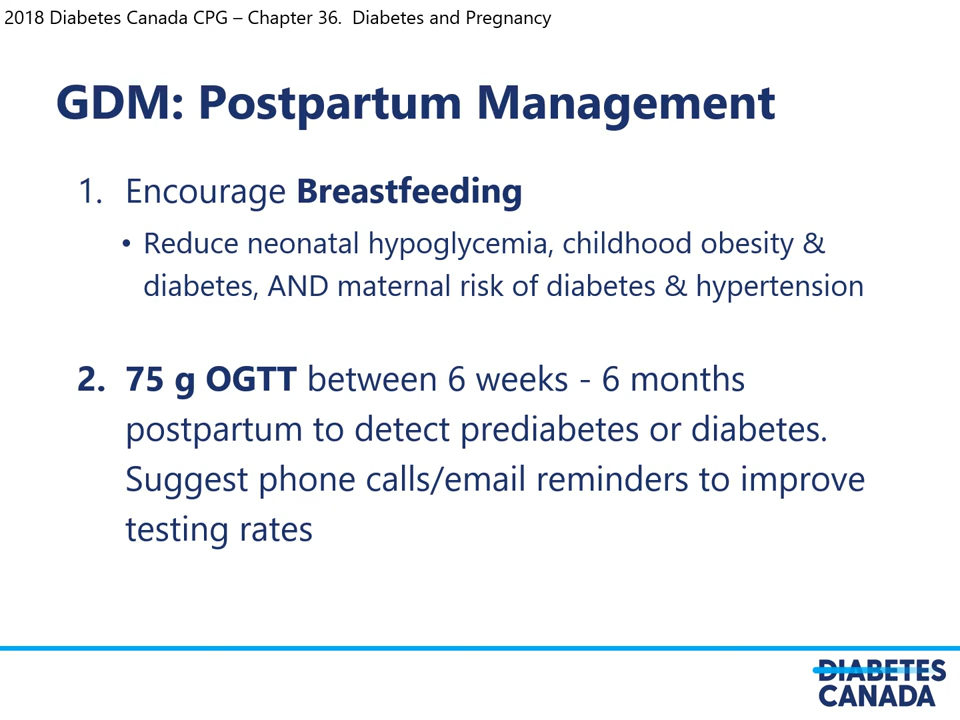 2018 Diabetes Canada CPG – Chapter 36.  Diabetes and Pregnancy
GDM: Postpartum Management
1. Encourage Breastfeeding
• Reduce neonatal hypoglycemia, childhood obesity &
diabetes, AND maternal risk of diabetes & hypertension
2. 75 g OGTT between 6 weeks - 6 months
postpartum to detect prediabetes or diabetes.
Suggest phone calls/email reminders to improve
testing rates
DIABETES
CANADA